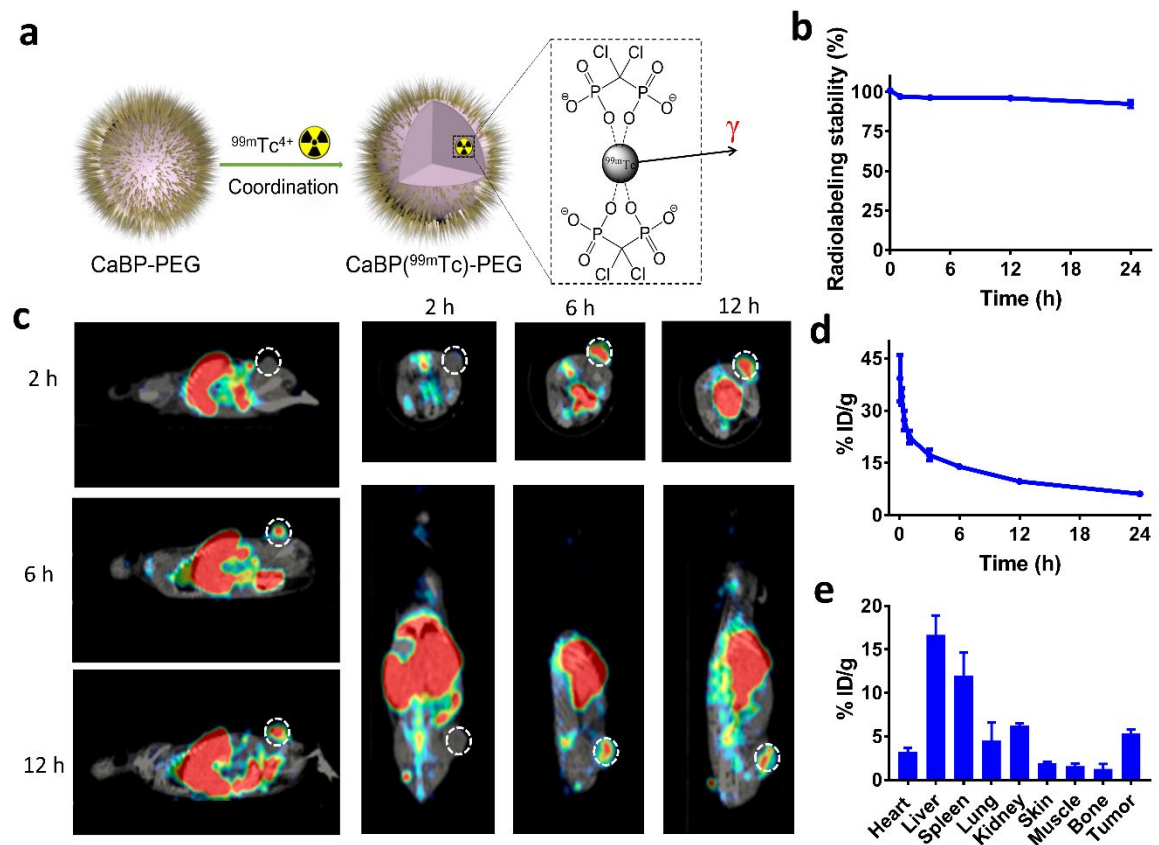 a
99mTc4+
Coordination
CaBP-PEG
CaBP(99mTc)-PEG
Cl Cl
O O
P P
⊖O O⊖
O O
99mTc
γ
O O
⊖O O⊖
P P
O O
Cl Cl
b
Radiolabeling stability (%)
100
75
50
25
0
0 6 12 18 24
Time (h)
c
2 h
6 h
12 h
2 h 6 h 12 h
d
% ID/g
45
30
15
0
0 6 12 18 24
Time (h)
e
% ID/g
20
15
10
5
0
Heart
Liver
Spleen
Lung
Kidney
Skin
Muscle
Bone
Tumor